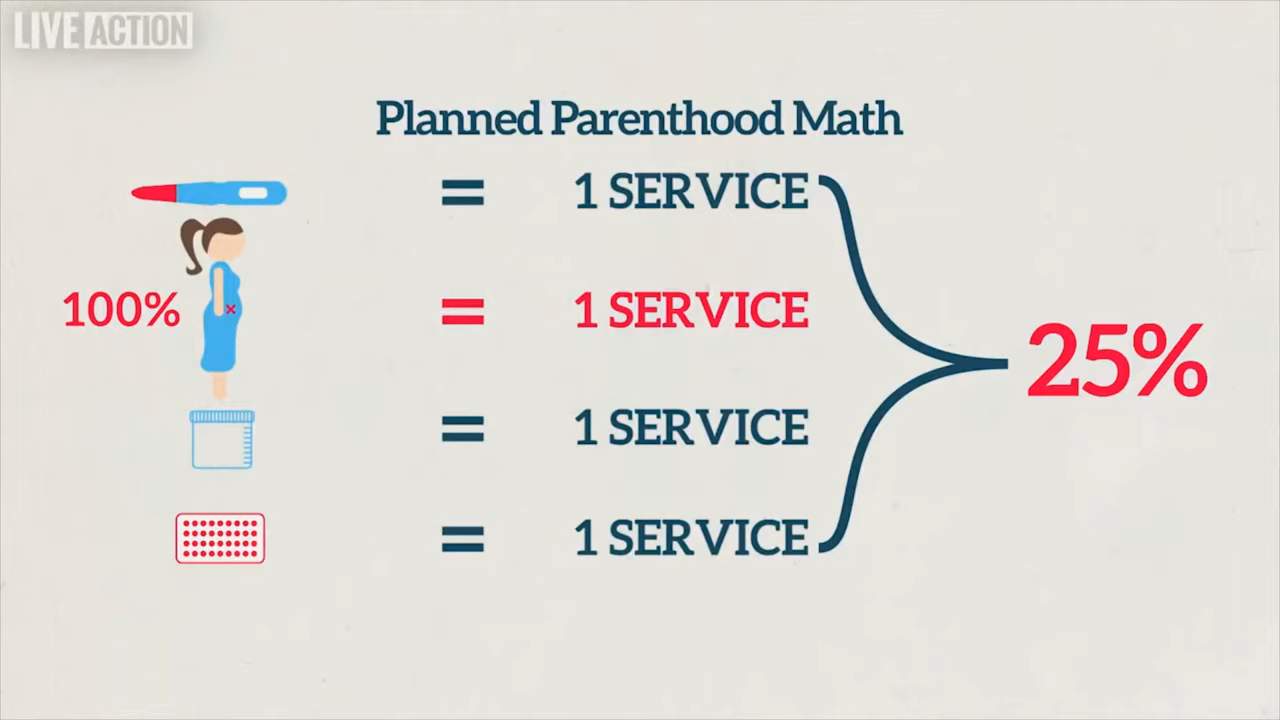 LIVE ACTION
Planned Parenthood Math
= 1 SERVICE
100% = 1 SERVICE
25%
= 1 SERVICE
= 1 SERVICE